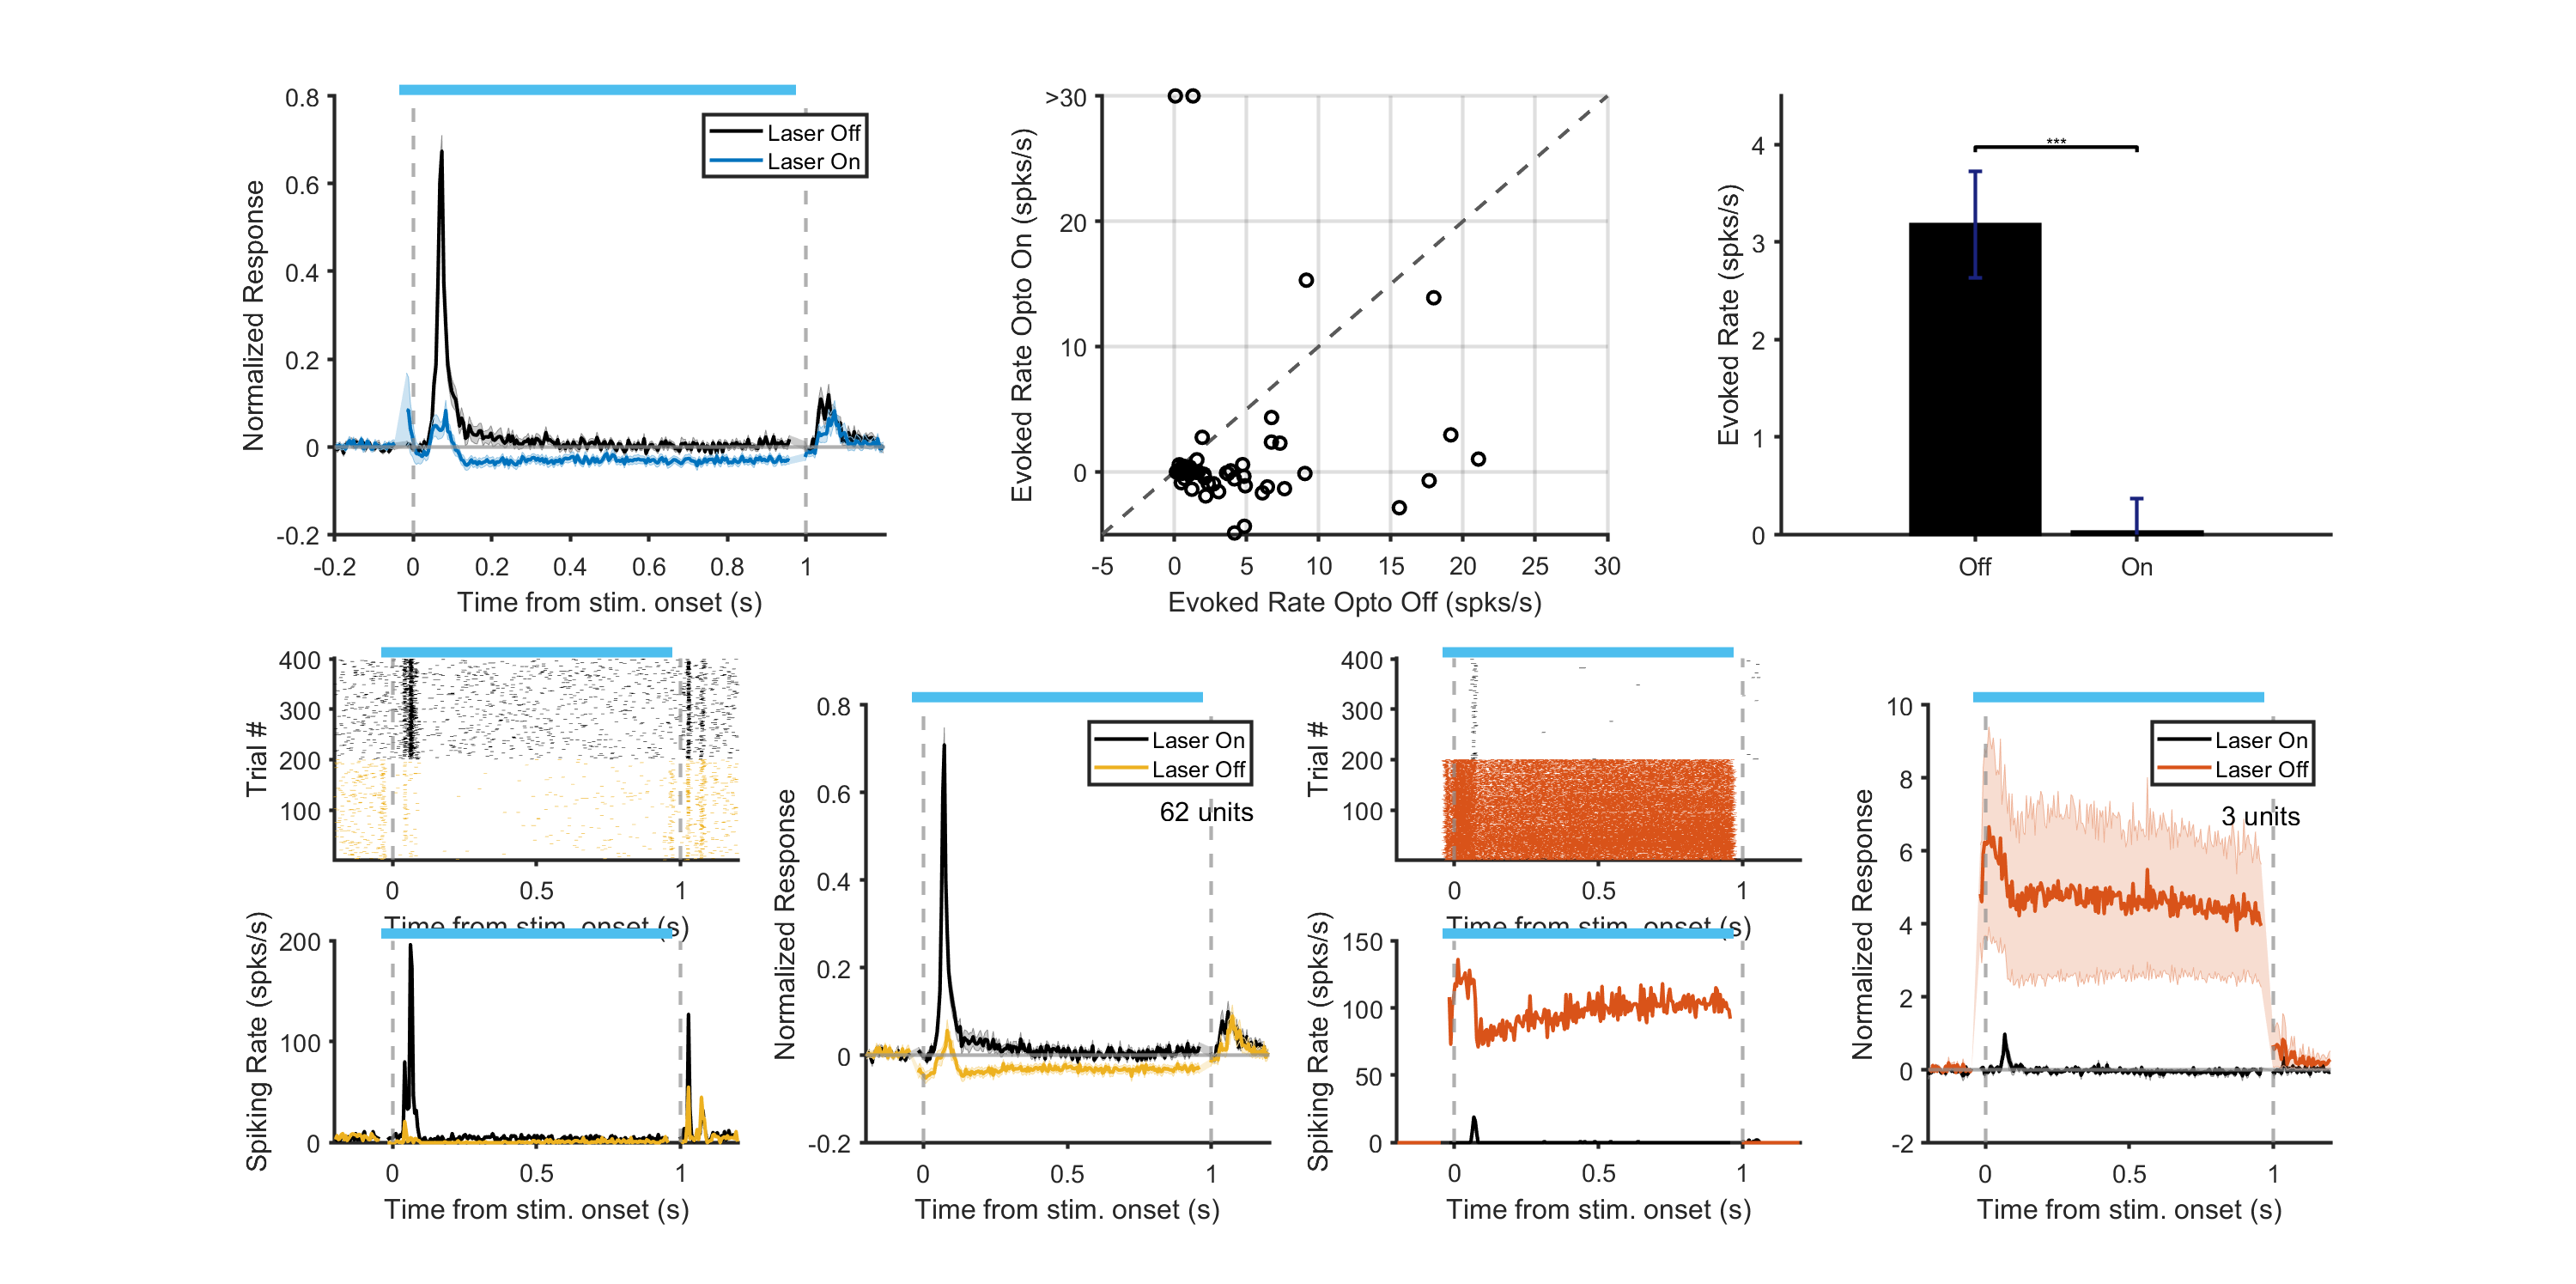 0.8
0.6
0.4
0.2
0
-0.2
Normalized Response
-0.2 0 0.2 0.4 0.6 0.8 1
Time from stim. onset (s)
Laser Off
Laser On
>30
20
10
0
Evoked Rate Opto On (spks/s)
-5 0 5 10 15 20 25 30
Evoked Rate Opto Off (spks/s)
4
3
2
1
0
Evoked Rate (spks/s)
***
Off On
400
300
200
100
Trial #
0 0.5 1
Time from stim. onset (s)
200
100
0
Spiking Rate (spks/s)
0 0.5 1
Time from stim. onset (s)
0.8
0.6
0.4
0.2
0
-0.2
Normalized Response
Laser On
Laser Off
62 units
0 0.5 1
Time from stim. onset (s)
400
300
200
100
Trial #
0 0.5 1
Time from stim. onset (s)
150
100
50
0
Spiking Rate (spks/s)
0 0.5 1
Time from stim. onset (s)
10
8
6
4
2
0
-2
Normalized Response
Laser On
Laser Off
3 units
0 0.5 1
Time from stim. onset (s)